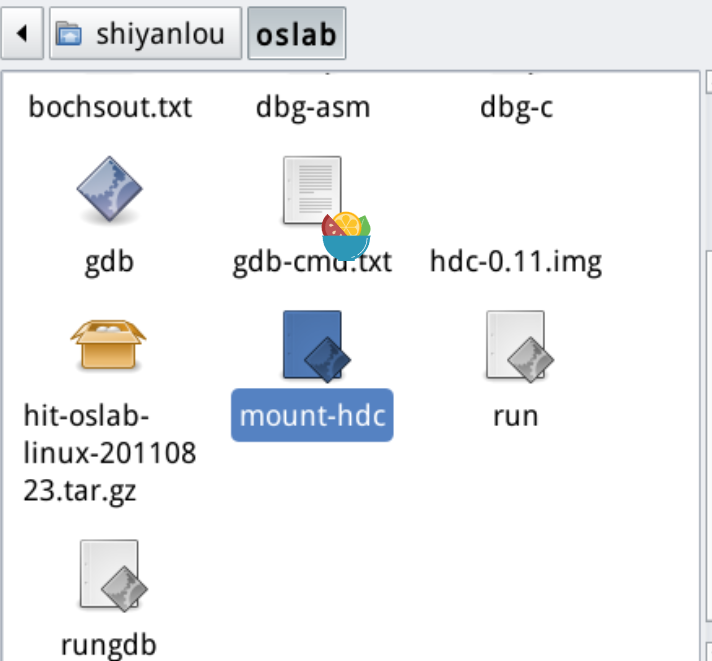 shiyanlou
oslab
bochsout.txt
dbg-asm
dbg-c
gdb
gdb-cmd.txt
hdc-0.11.img
hit-oslab-
linux-201108
23.tar.gz
mount-hdc
run
rungdb